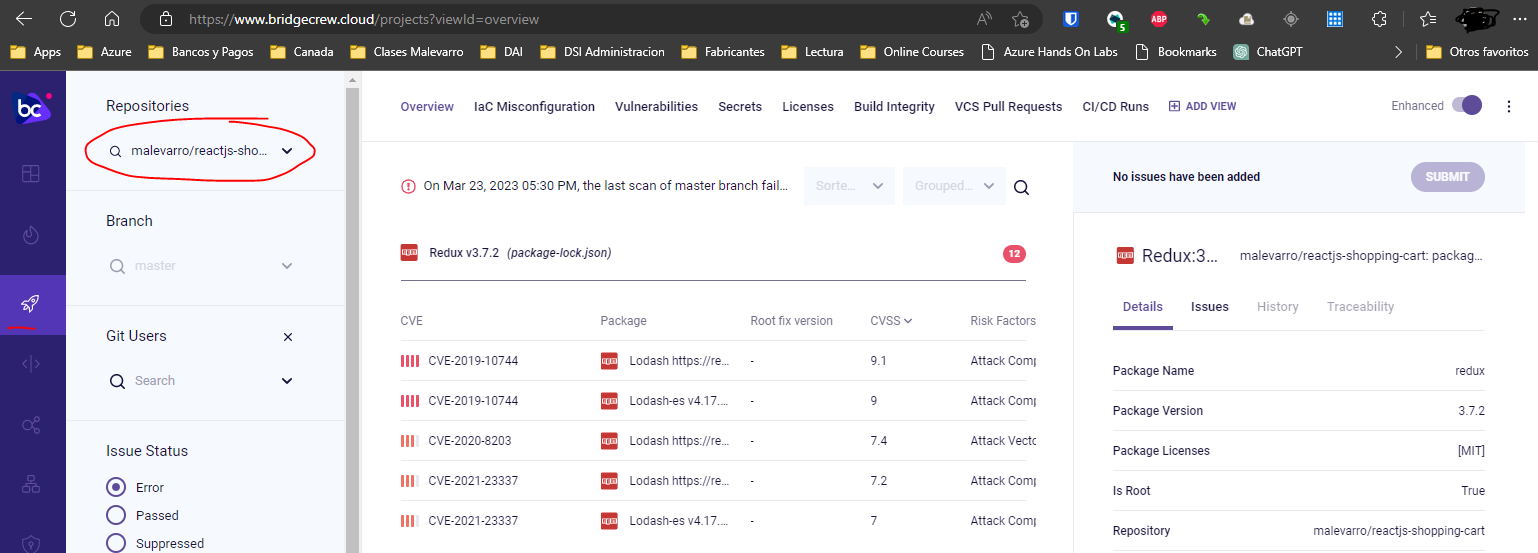 https://www.bridgecrew.cloud/projects?viewId=overview
5
ABP
Apps Azure Bancos y Pagos Canada Clases Malevarro DAI DSI Administracion Fabricantes Lectura Online Courses Azure Hands On Labs Bookmarks ChatGPT Otros favoritos
bc
Repositories
malevarro/reactjs-sho...
Branch
master
Git Users
Search
Issue Status
Error
Passed
Suppressed
Overview IaC Misconfiguration Vulnerabilities Secrets Licenses Build Integrity VCS Pull Requests CI/CD Runs ADD VIEW
Enhanced
On Mar 23, 2023 05:30 PM, the last scan of master branch fail... Sorte... Grouped...
Redux v3.7.2 (package-lock.json) 12
CVE Package Root fix version CVSS Risk Factors
CVE-2019-10744 Lodash https://re... - 9.1 Attack Comp
CVE-2019-10744 Lodash-es v4.17.... - 9 Attack Comp
CVE-2020-8203 Lodash https://re... - 7.4 Attack Vecto
CVE-2021-23337 Lodash https://re... - 7.2 Attack Comp
CVE-2021-23337 Lodash-es v4.17.... - 7 Attack Comp
No issues have been added SUBMIT
Redux:3... malevarro/reactjs-shopping-cart: packag...
Details Issues History Traceability
Package Name redux
Package Version 3.7.2
Package Licenses [MIT]
Is Root True
Repository malevarro/reactjs-shopping-cart